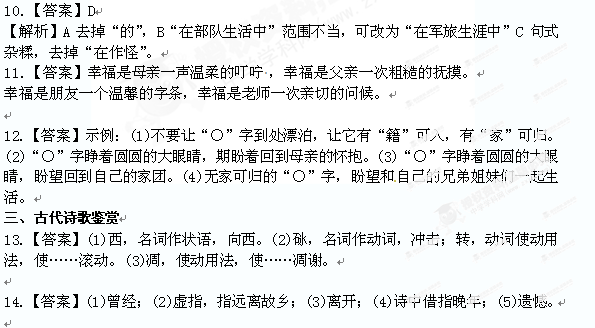 10.【答案】D
【解析】A 去掉“的”，B“在部队生活中”范围不当，可改为“在军旅生涯中”C 句式
杂糅，去掉“在作怪”。
11.【答案】幸福是母亲一声温柔的叮咛，幸福是父亲一次粗糙的抚摸。
幸福是朋友一个温馨的字条，幸福是老师一次亲切的问候。
12.【答案】示例：(1)不要让“〇”字到处漂泊，让它有“籍”可入，有“家”可归。
(2)“〇”字睁着圆圆的大眼睛，期盼着回到母亲的怀抱。(3)“〇”字睁着圆圆的大眼
睛，盼望回到自己的家园。(4)无家可归的“〇”字，盼望和自己的兄弟姐妹们一起生
活。
三、古代诗歌鉴赏
13.【答案】(1)西，名词作状语，向西。(2)砯，名词作动词，冲击；转，动词使动用
法，使……滚动。(3)凋，使动用法，使……凋谢。
14.【答案】(1)曾经；(2)虚指，指远离故乡；(3)离开；(4)诗中借指晚年；(5)遗憾。